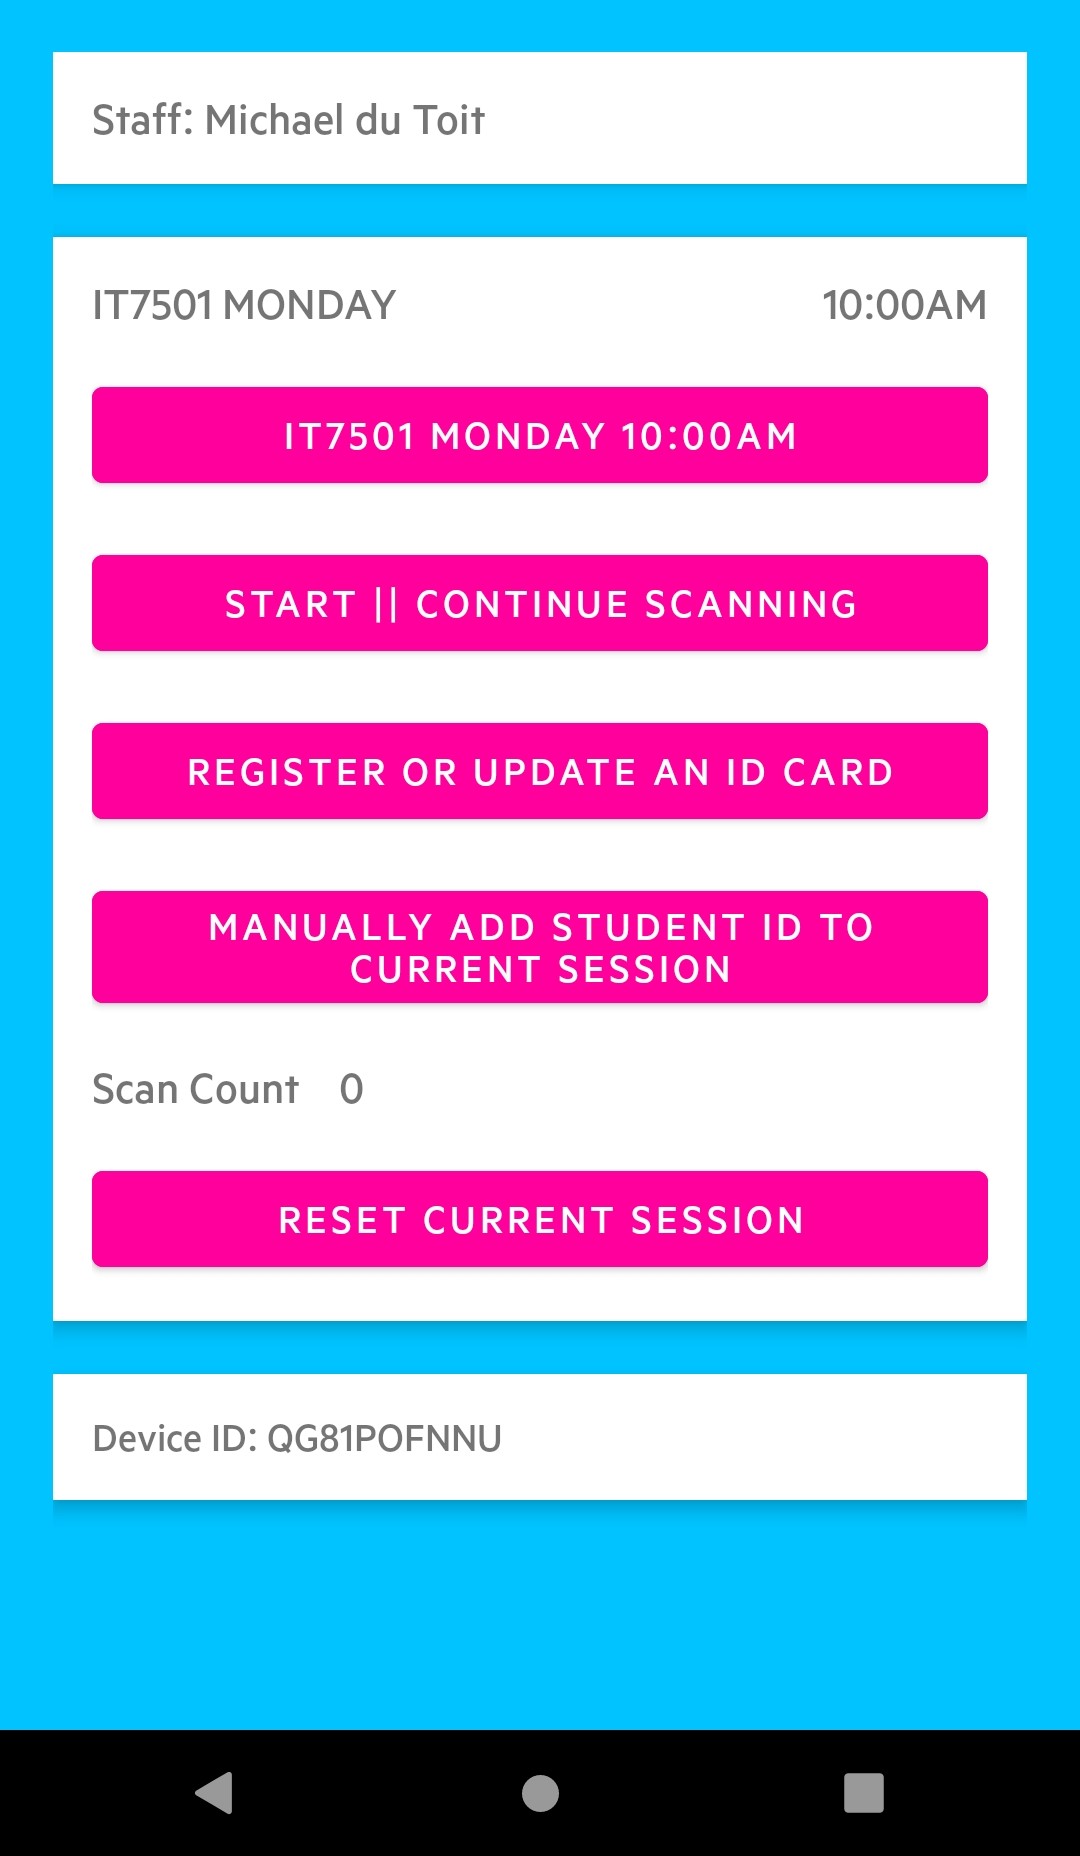 Staff: Michael du Toit
IT7501 MONDAY 10:00AM
IT7501 MONDAY 10:00AM
START || CONTINUE SCANNING
REGISTER OR UPDATE AN ID CARD
MANUALLY ADD STUDENT ID TO
CURRENT SESSION
Scan Count 0
RESET CURRENT SESSION
Device ID: QG81POFNNU